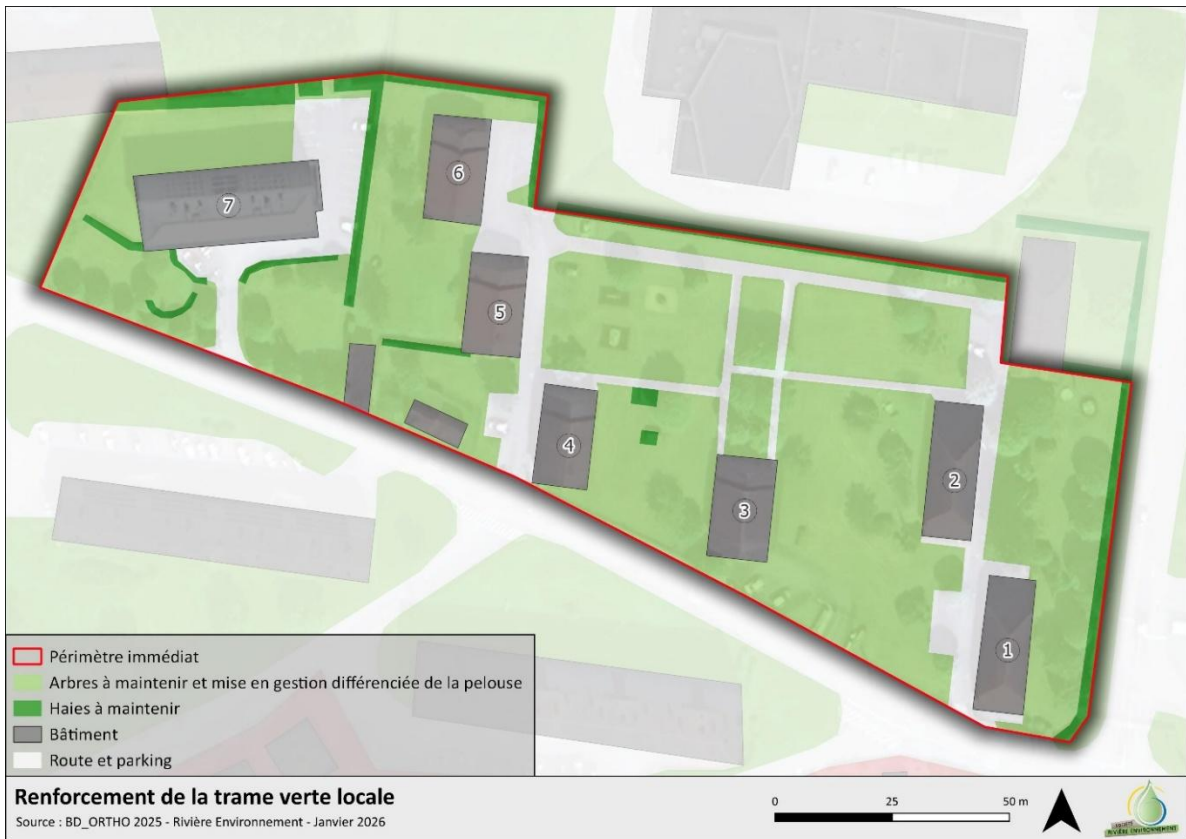 7
6
5
4
3
2
1
Périmètre immédiat
Arbres à maintenir et mise en gestion différenciée de la pelouse
Haies à maintenir
Bâtiment
Route et parking
Renforcement de la trame verte locale
Source : BD_ORTHO 2025 - Rivière Environnement - Janvier 2026
0 25 50 m
RIVIÈRE ENVIRONNEMENT